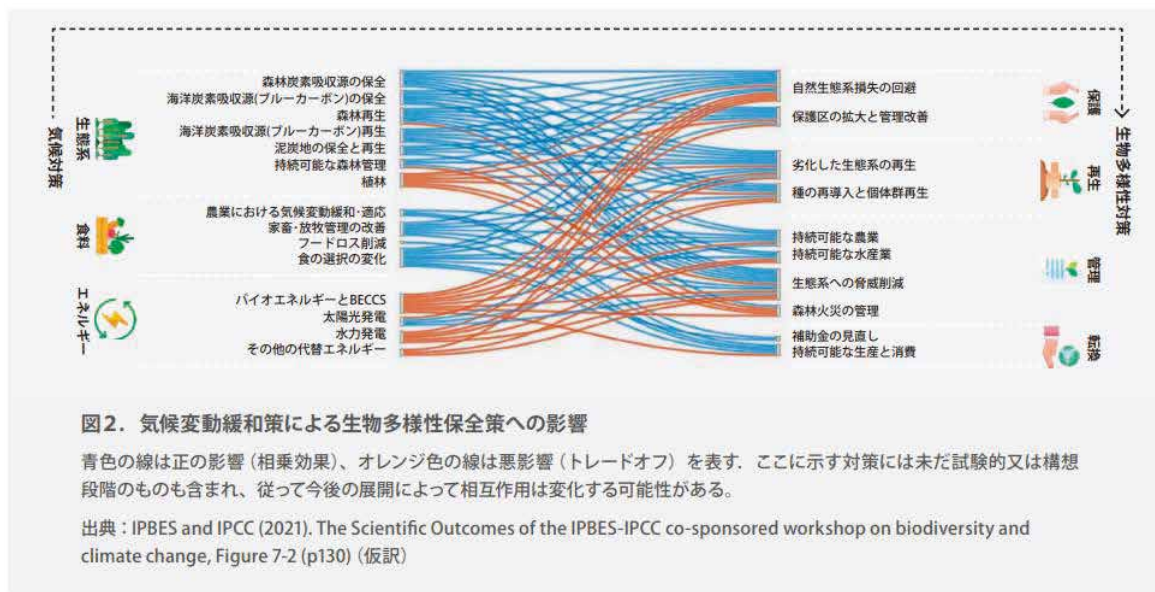 気候対策
生態系
森林炭素吸収源の保全
海洋炭素吸収源(ブルーカーボン)の保全
森林再生
海洋炭素吸収源(ブルーカーボン)再生
泥炭地の保全と再生
持続可能な森林管理
植林
食料
農業における気候変動緩和・適応
家畜・放牧管理の改善
フードロス削減
食の選択の変化
エネルギー
バイオエネルギーとBECCS
太陽光発電
水力発電
その他の代替エネルギー
自然生態系損失の回避
保護区の拡大と管理改善
保護
劣化した生態系の再生
種の再導入と個体群再生
再生
持続可能な農業
持続可能な水産業
生態系への脅威削減
森林火災の管理
管理
補助金の見直し
持続可能な生産と消費
転換
生物多様性対策
図2．気候変動緩和策による生物多様性保全策への影響
青色の線は正の影響（相乗効果）、オレンジ色の線は悪影響（トレードオフ）を表す．ここに示す対策には未だ試験的又は構想
段階のものも含まれ、従って今後の展開によって相互作用は変化する可能性がある。
出典：IPBES and IPCC (2021). The Scientific Outcomes of the IPBES-IPCC co-sponsored workshop on biodiversity and
climate change, Figure 7-2 (p130)（仮訳）